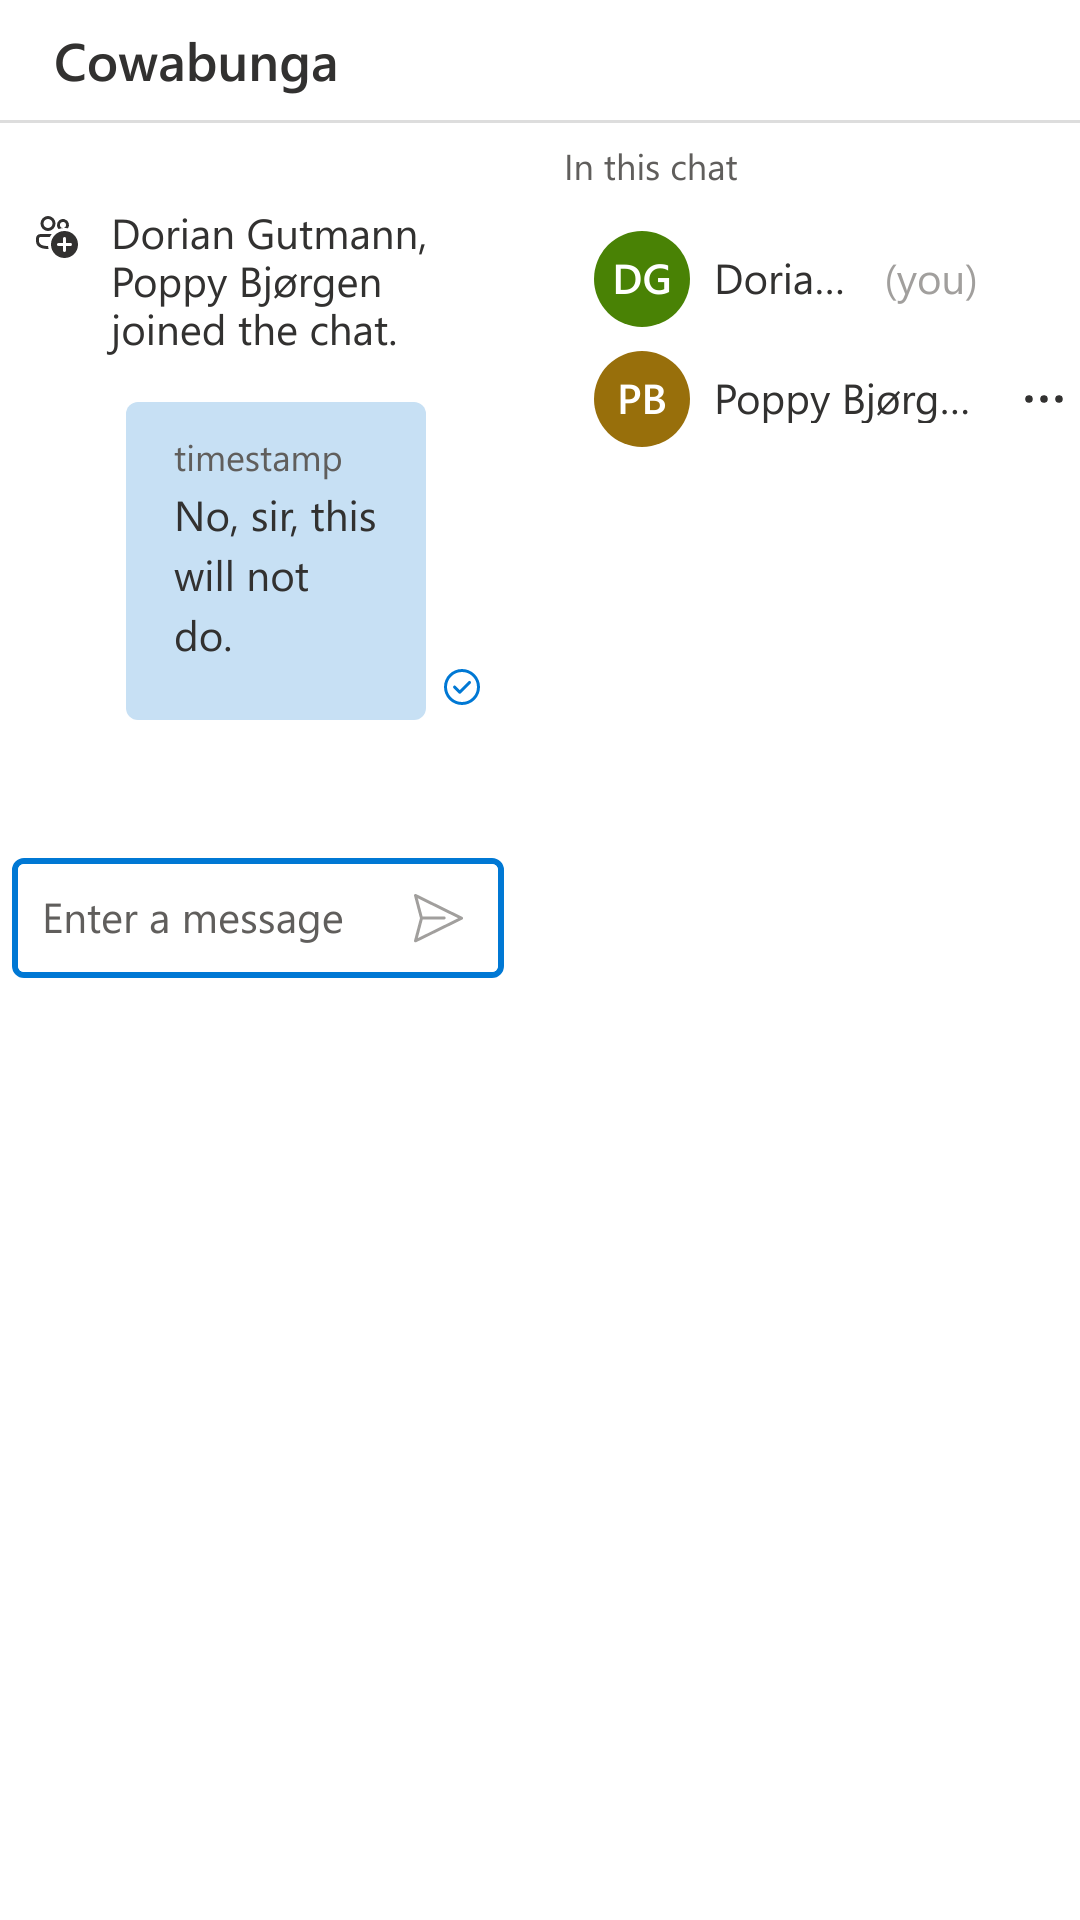 Cowabunga
Dorian Gutmann,
Poppy Bjørgen
joined the chat.
timestamp
No, sir, this
will not
do.
Enter a message
In this chat
DG Doria... (you)
PB Poppy Bjørg...